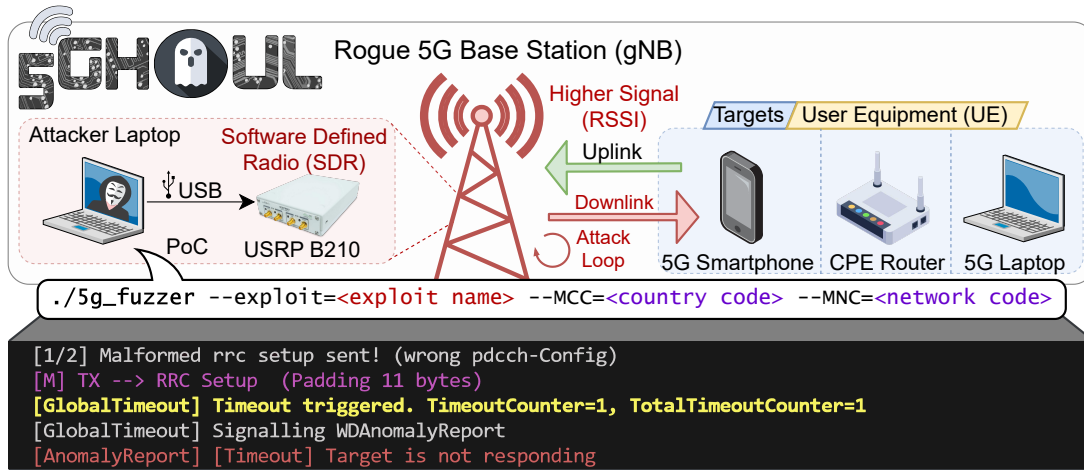 5GHOUL
Rogue 5G Base Station (gNB)
Attacker Laptop
Software Defined
Radio (SDR)
USB
PoC
USRP B210
Higher Signal
(RSSI)
Uplink
Downlink
Attack
Loop
Targets
User Equipment (UE)
5G Smartphone
CPE Router
5G Laptop
./5g_fuzzer --exploit=<exploit name> --MCC=<country code> --MNC=<network code>
[1/2] Malformed rrc setup sent! (wrong pdcch-Config)
[M] TX --> RRC Setup  (Padding 11 bytes)
[GlobalTimeout] Timeout triggered. TimeoutCounter=1, TotalTimeoutCounter=1
[GlobalTimeout] Signalling WDAnomalyReport
[AnomalyReport] [Timeout] Target is not responding